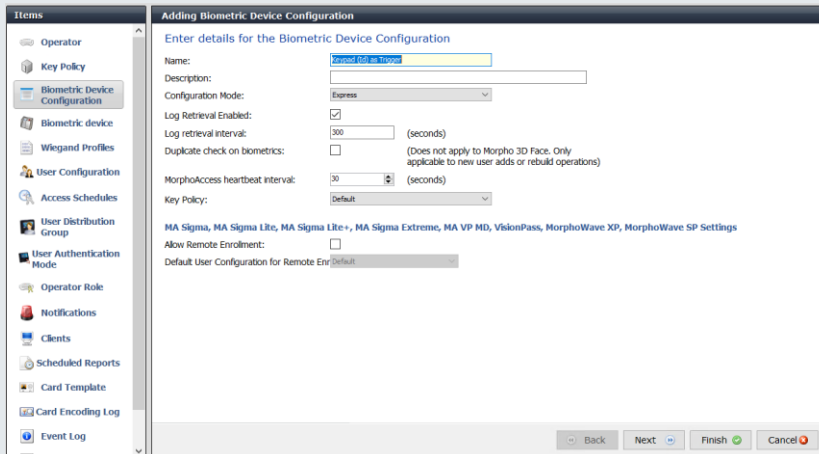 Items
Operator
Key Policy
Biometric Device
Configuration
Biometric device
Wiegand Profiles
User Configuration
Access Schedules
User Distribution
Group
User Authentication
Mode
Operator Role
Notifications
Clients
Scheduled Reports
Card Template
Card Encoding Log
Event Log
Adding Biometric Device Configuration
Enter details for the Biometric Device Configuration
Name: Keypad (Id) as Trigger
Description:
Configuration Mode: Express
Log Retrieval Enabled:
Log retrieval interval: 300 (seconds)
Duplicate check on biometrics: (Does not apply to Morpho 3D Face. Only
applicable to new user adds or rebuild operations)
MorphoAccess heartbeat interval: 30 (seconds)
Key Policy: Default
MA Sigma, MA Sigma Lite, MA Sigma Lite+, MA Sigma Extreme, MA VP MD, VisionPass, MorphoWave XP, MorphoWave SP Settings
Allow Remote Enrolment:
Default User Configuration for Remote Enr Default
Back Next Finish Cancel